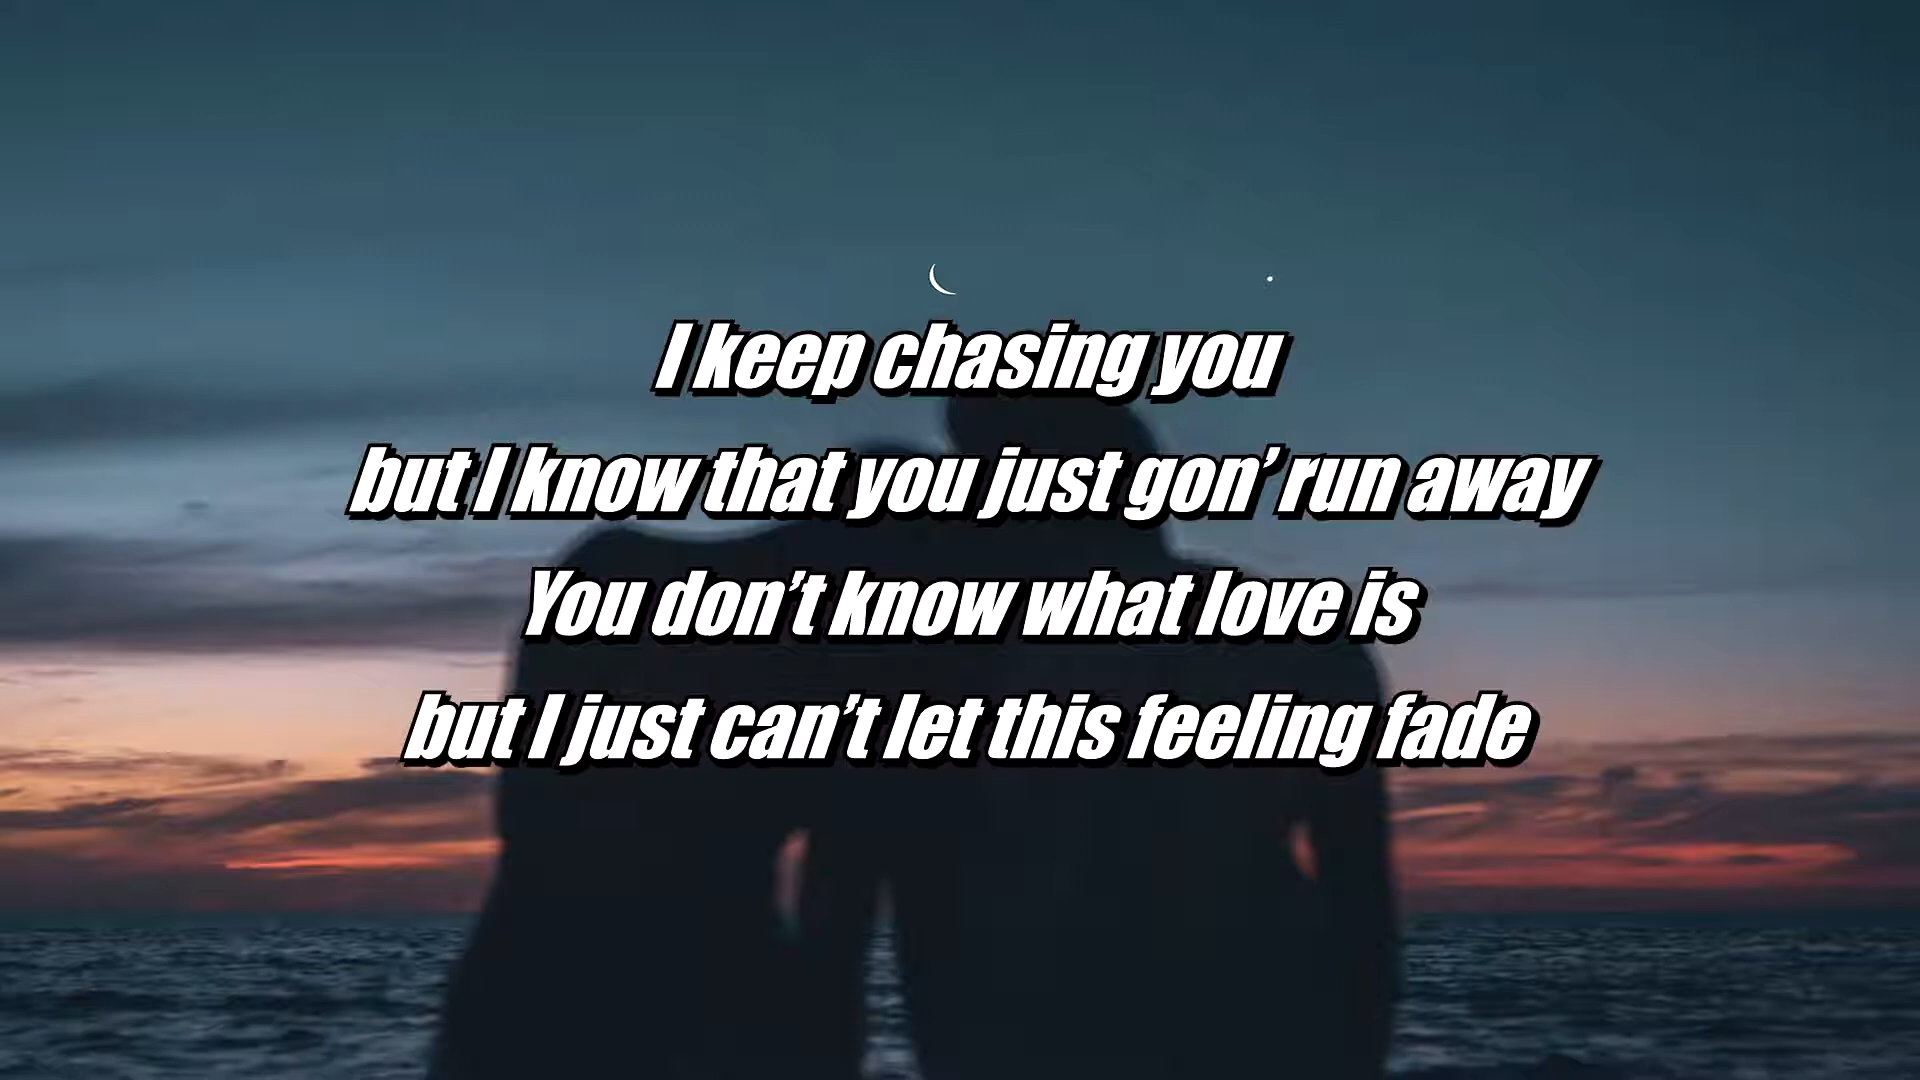 I keep chasing you
but I know that you just gon’ run away
You don’t know what love is
but I just can’t let this feeling fade